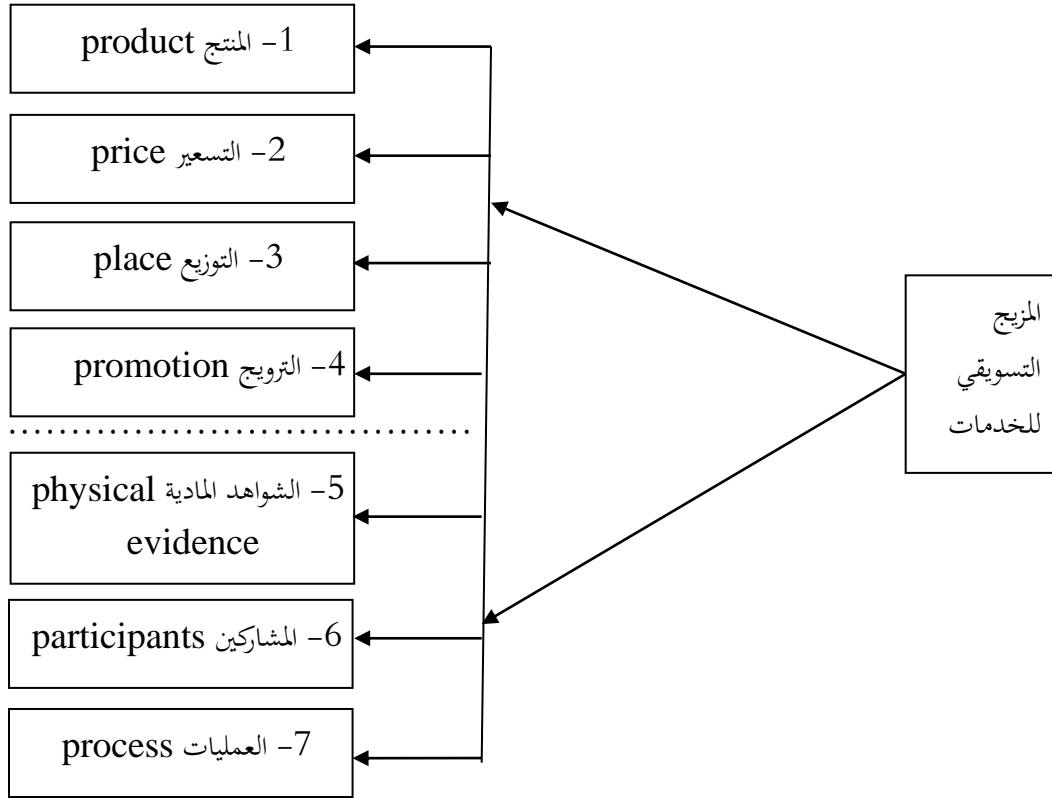 1- المنتج product
2- التسعير price
3- التوزيع place
4- الترويج promotion
5- الشواهد المادية physical
evidence
6- المشاركين participants
7- العمليات process
المزيج
التسويقي
للخدمات